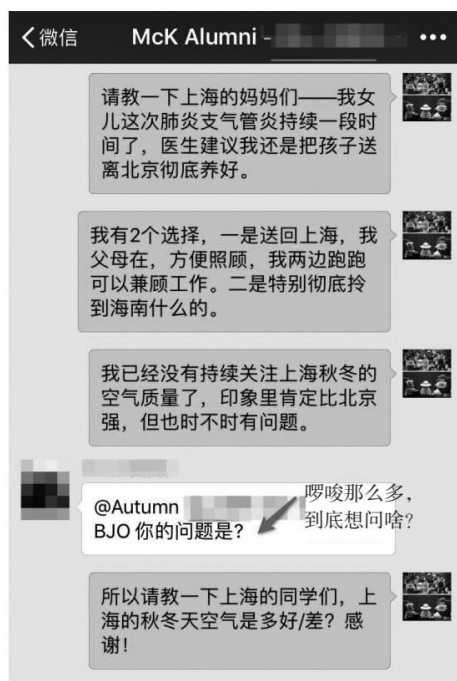 微信
McK Alumni -
请教一下上海的妈妈们——我女
儿这次肺炎支气管炎持续一段时
间了，医生建议我还是把孩子送
离北京彻底养好。
我有2个选择，一是送回上海，我
父母在，方便照顾，我两边跑跑
可以兼顾工作。二是特别彻底拎
到海南什么的。
我已经没有持续关注上海秋冬的
空气质量了，印象里肯定比北京
强，但也时不时有问题。
@Autumn
BJO 你的问题是？
啰唆那么多，
到底想问啥？
所以请教一下上海的同学们，上
海的秋冬天空气是多好/差？感
谢！